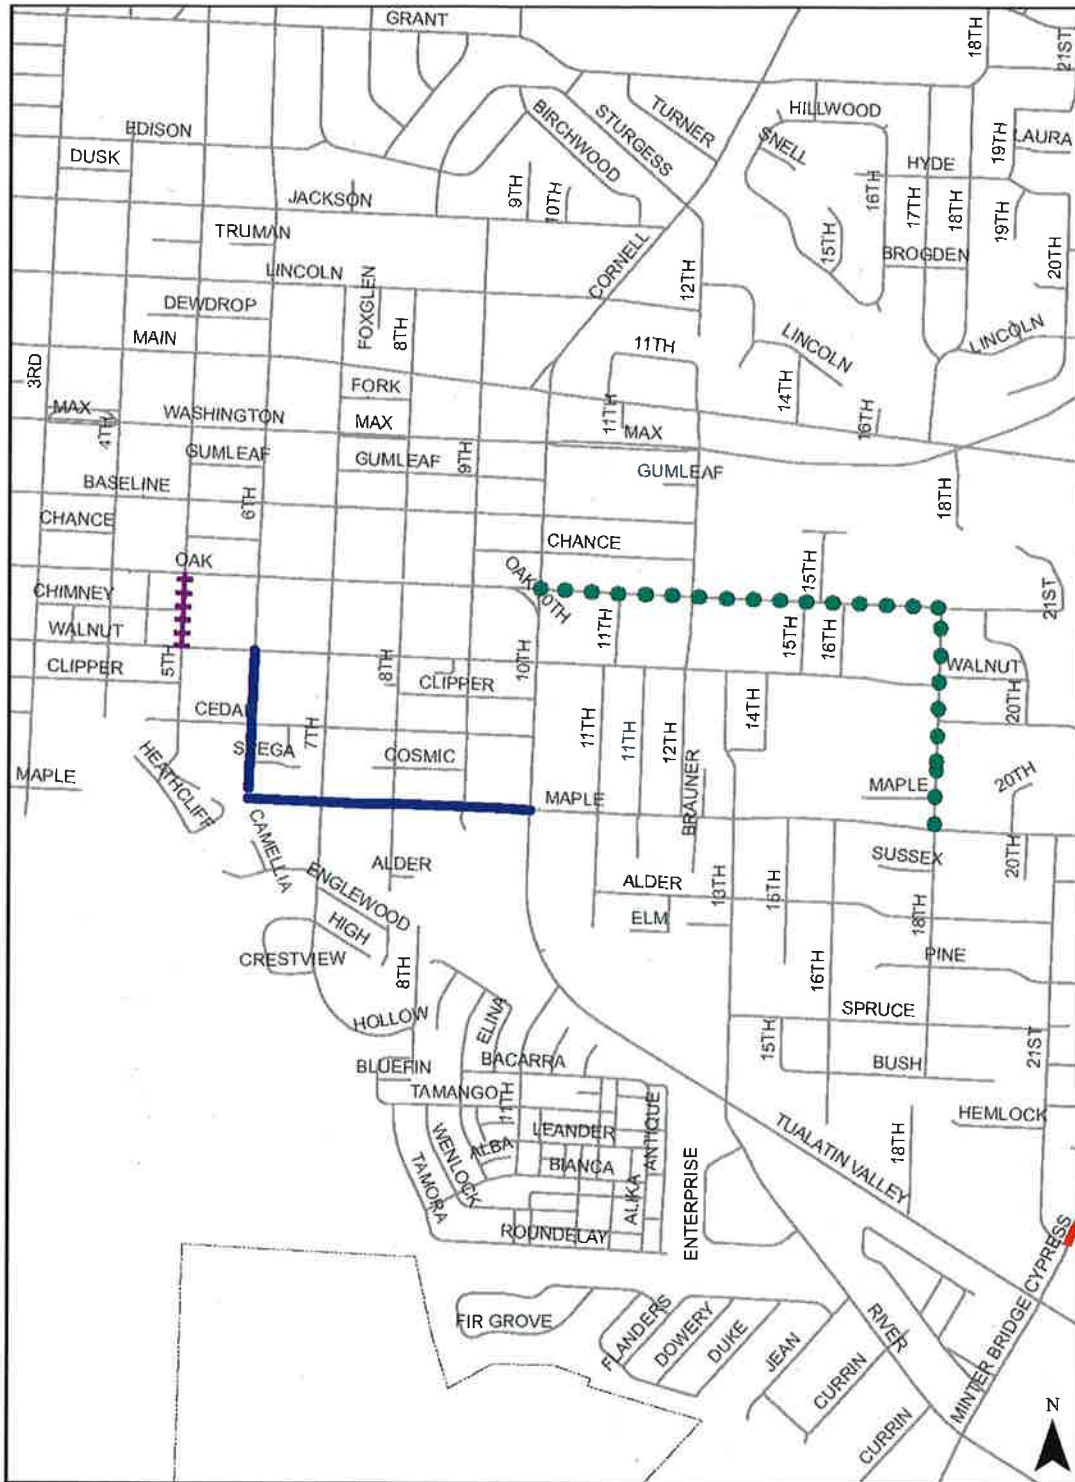 GRANT
18TH
21ST
EDISON
DUSK
BIRCHWOOD
STURGESS
TURNER
HILLWOOD
SNELL
19TH
LAURA
HYDE
JACKSON
9TH
10TH
16TH
17TH
18TH
19TH
TRUMAN
15TH
BROGDEN
20TH
LINCOLN
CORNELL
12TH
DEWDROP
FOXGLEN
8TH
MAIN
11TH
LINCOLN
LINCOLN
3RD
FORK
14TH
MAX
4TH
WASHINGTON
MAX
9TH
11TH
MAX
16TH
GUMLEAF
GUMLEAF
GUMLEAF
BASELINE
6TH
18TH
CHANCE
CHANCE
OAK
OAK
10TH
15TH
21ST
CHIMNEY
WALNUT
11TH
15TH
16TH
CLIPPER
5TH
8TH
CLIPPER
10TH
WALNUT
20TH
CEDAR
7TH
11TH
11TH
12TH
14TH
COSMIC
MAPLE
HEATHCLIFF
MAPLE
BRAUNER
MAPLE
20TH
CAMELLIA
ALDER
ENGLEWOOD
HIGH
ALDER
ELM
13TH
15TH
SUSSEX
18TH
20TH
CRESTVIEW
8TH
16TH
PINE
HOLLOW
ELINA
SPRUCE
15TH
21ST
BLUEFIN
BACARRA
BUSH
TAMANGO
11TH
ANTIQUE
HEMLOCK
WENLOCK
ALBA
LEANDER
TUALATIN VALLEY
18TH
TAMORA
BIANCA
ALIKA
ENTERPRISE
ROUNDELAY
CYPRESS
FIR GROVE
FLANDERS
DOWERY
DUKE
JEAN
RIVER
MINTER BRIDGE
CURRIN
CURRIN
N